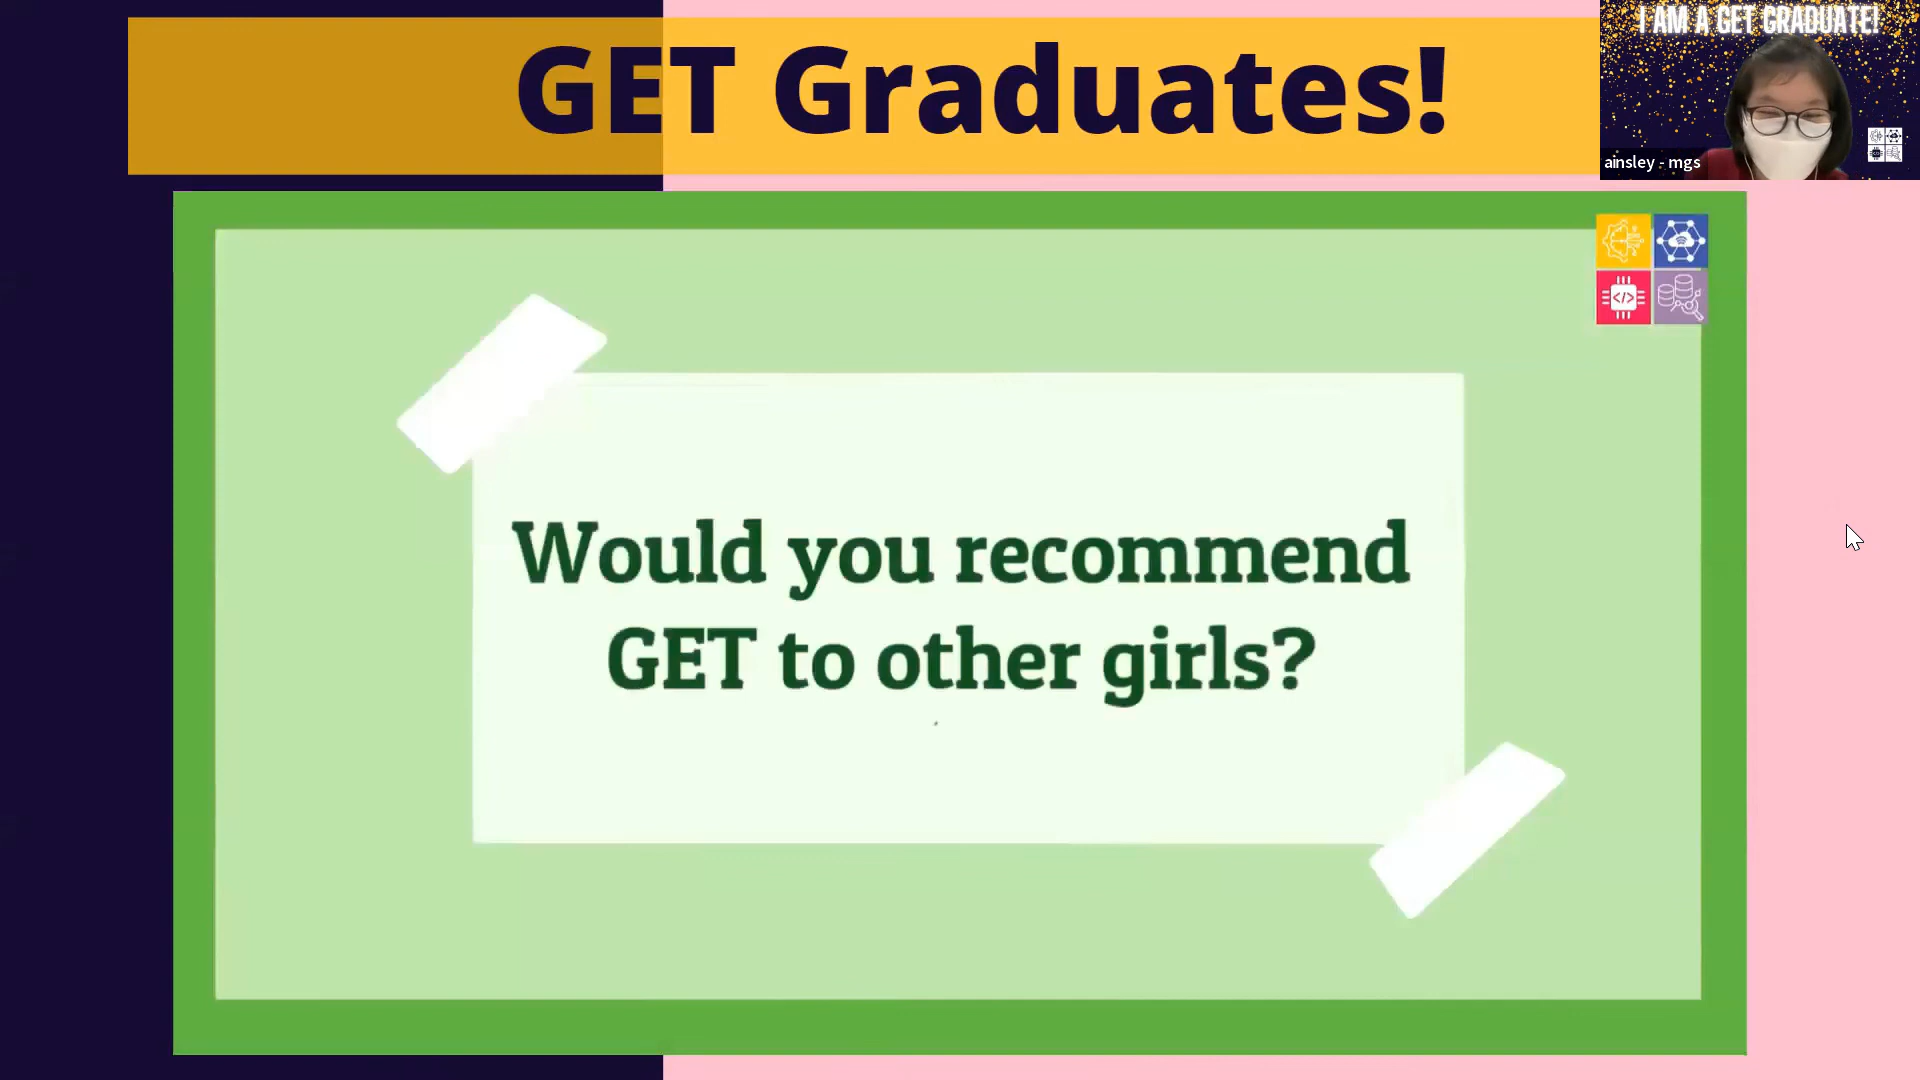 GET Graduates!
I AM A GET GRADUATE!
ainsley - mgs
</>
Would you recommend
GET to other girls?